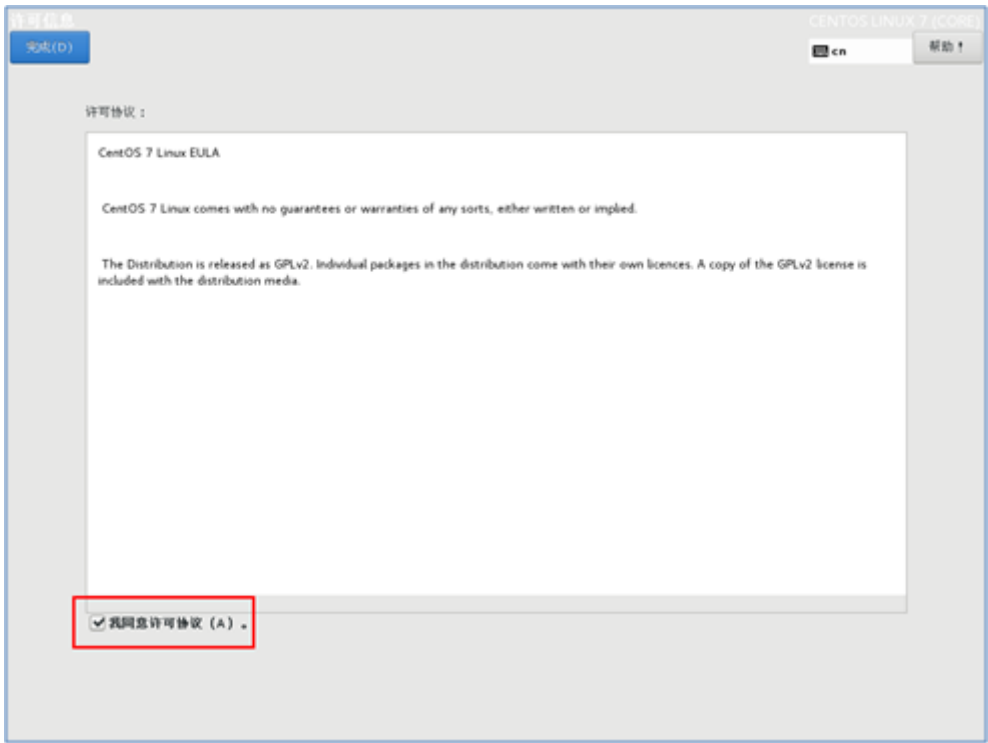 许可信息
CENTOS LINUX 7 (CORE)
完成(D)
cn
帮助！
许可协议：
CentOS 7 Linux EULA
CentOS 7 Linux comes with no guarantees or warranties of any sorts, either written or implied.
The Distribution is released as GPLv2. Individual packages in the distribution come with their own licences. A copy of the GPLv2 license is
included with the distribution media.
我同意许可协议（A）。